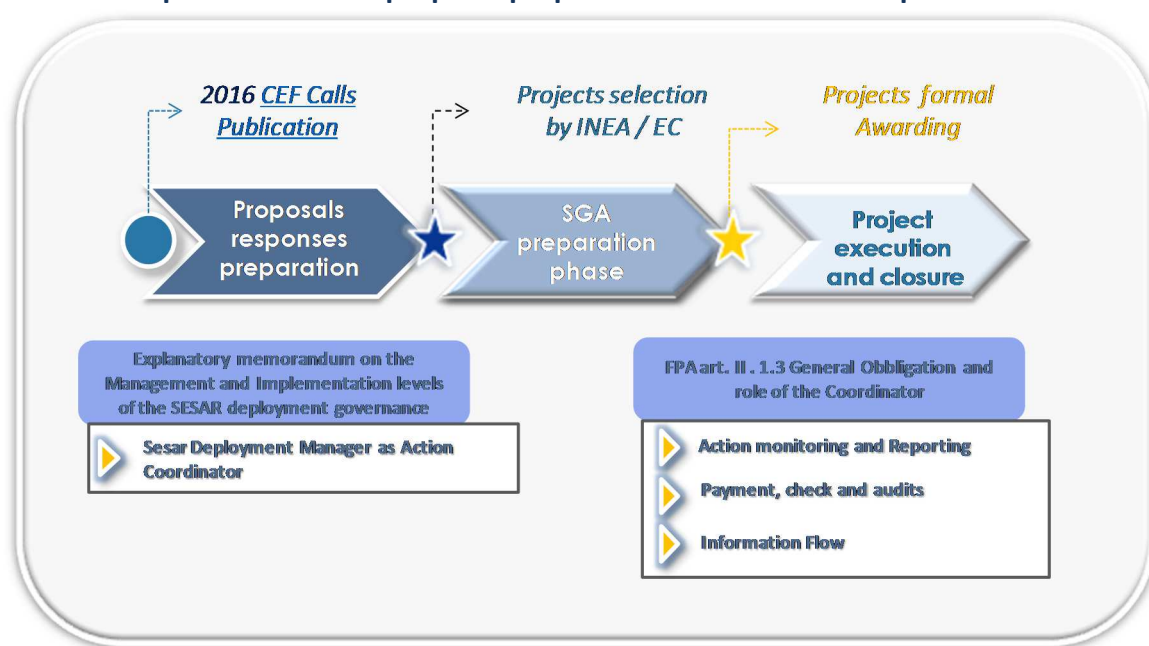 2016 CEF Calls
Publication
Projects selection
by INEA / EC
Projects formal
Awarding
Proposals
responses
preparation
SGA
preparation
phase
Project
execution
and closure
Explanatory memorandum on the
Management and Implementation levels
of the SESAR deployment governance
Sesar Deployment Manager as Action
Coordinator
FPA art. II . 1.3 General Obbligation and
role of the Coordinator
Action monitoring and Reporting
Payment, check and audits
Information Flow